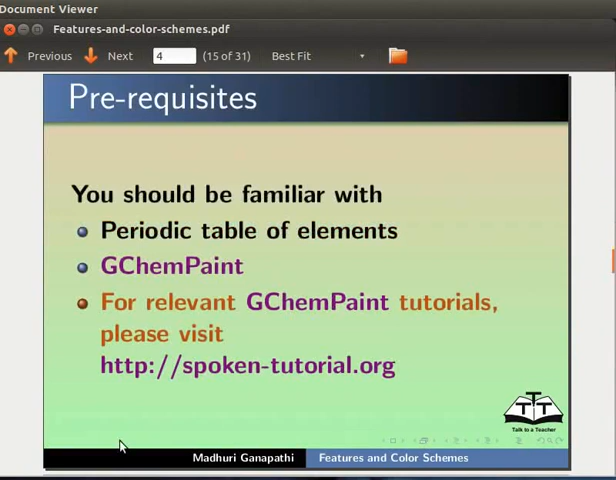 Document Viewer
Features-and-color-schemes.pdf
Previous Next 4 (15 of 31) Best Fit
Pre-requisites
You should be familiar with
Periodic table of elements
GChemPaint
For relevant GChemPaint tutorials,
please visit
http://spoken-tutorial.org
Talk to a Teacher
Madhuri Ganapathi Features and Color Schemes